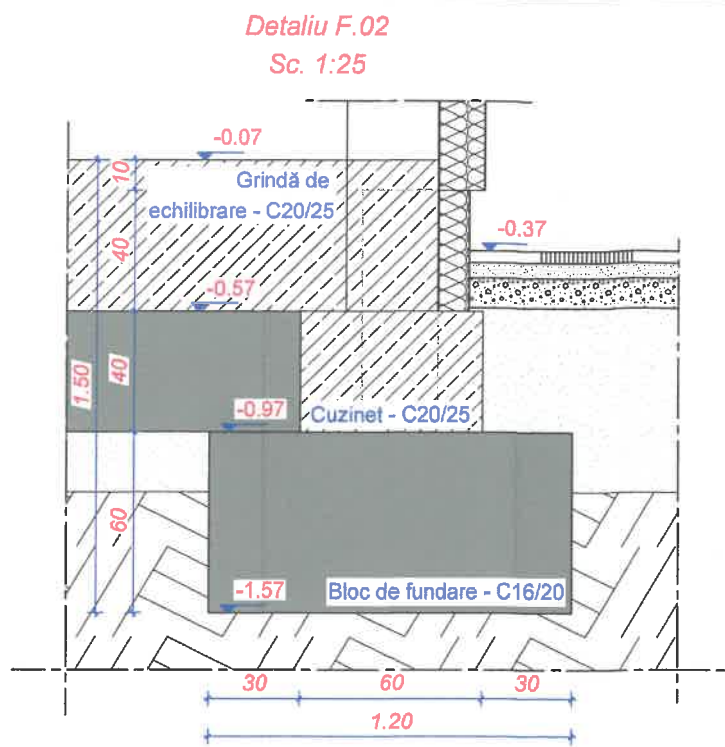 Detaliu F.02
Sc. 1:25
-0.07
10
Grindă de
echilibrare - C20/25
-0.37
40
-0.57
1.50
40
-0.97
Cuzinet - C20/25
60
-1.57
Bloc de fundare - C16/20
30
60
30
1.20